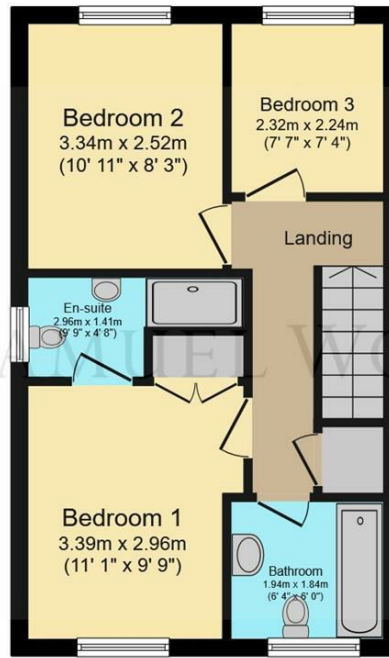 Bedroom 2
3.34m x 2.52m
(10' 11" x 8' 3")
Bedroom 3
2.32m x 2.24m
(7' 7" x 7' 4")
Landing
En-suite
2.96m x 1.41m
(9' 9" x 4' 8")
AMUEL WO
Bedroom 1
3.39m x 2.96m
(11' 1" x 9' 9")
Bathroom
1.94m x 1.84m
(6' 4" x 6' 0")